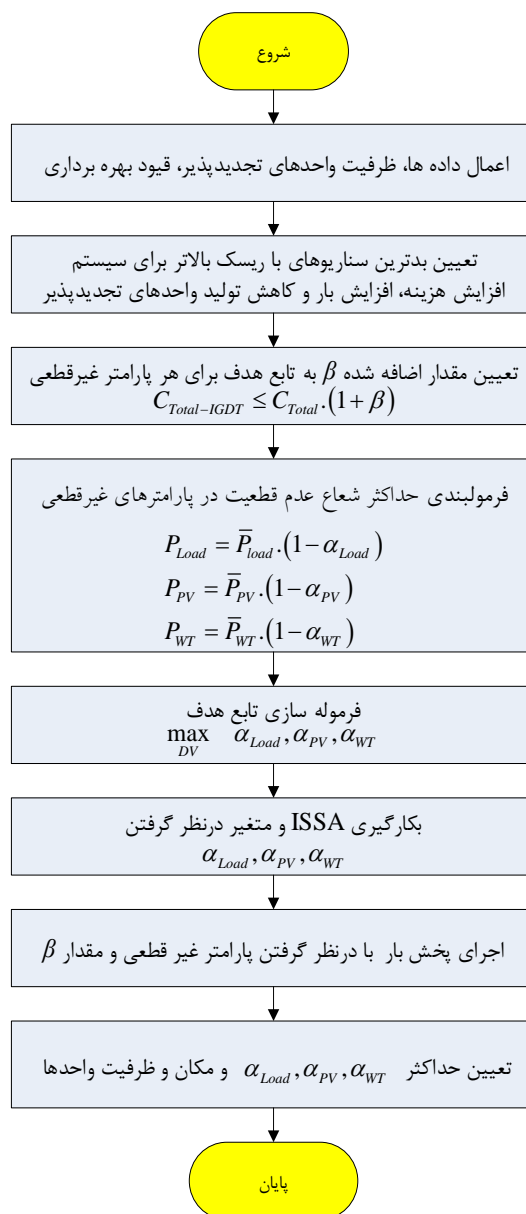 شروع
اعمال داده ها، ظرفیت واحدهای تجدیدپذیر، قیود بهره برداری
تعیین بدترین سناریوهای با ریسک بالاتر برای سیستم
افزایش هزینه، افزایش بار و کاهش تولید واحدهای تجدیدپذیر
تعیین مقدار اضافه شده β به تابع هدف برای هر پارامتر غیرقطعی
C_{Total-IGDT} ≤ C_{Total}.(1+β)
فرمولبندی حداکثر شعاع عدم قطعیت در پارامترهای غیرقطعی
P_{Load} = P̅_{load}.(1-α_{Load})
P_{PV} = P̅_{PV}.(1-α_{PV})
P_{WT} = P̅_{WT}.(1-α_{WT})
فرموله سازی تابع هدف
max_{DV} α_{Load}, α_{PV}, α_{WT}
بکارگیری ISSA و متغیر درنظر گرفتن
α_{Load}, α_{PV}, α_{WT}
اجرای پخش بار با درنظر گرفتن پارامتر غیر قطعی و مقدار β
تعیین حداکثر α_{Load}, α_{PV}, α_{WT} و مکان و ظرفیت واحدها
پایان